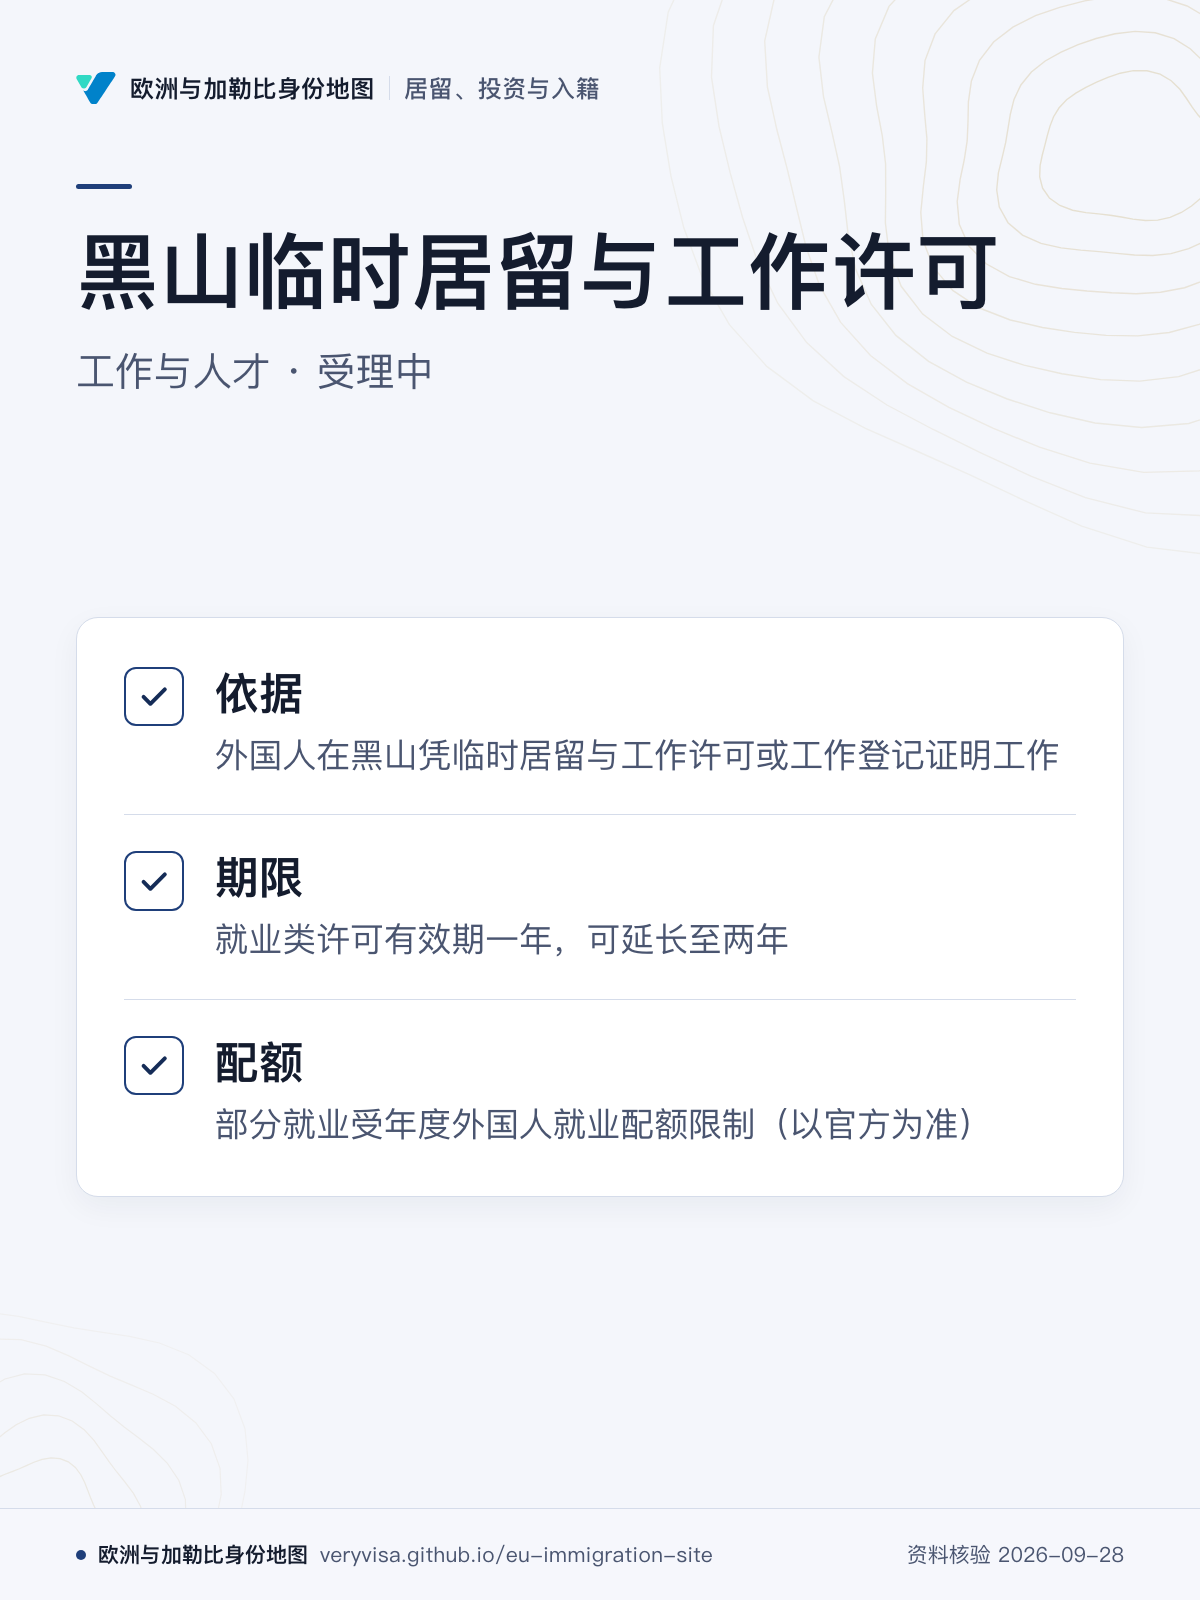 欧洲与加勒比身份地图 居留、投资与入籍
黑山临时居留与工作许可
工作与人才 · 受理中
依据
外国人在黑山凭临时居留与工作许可或工作登记证明工作
期限
就业类许可有效期一年，可延长至两年
配额
部分就业受年度外国人就业配额限制（以官方为准）
欧洲与加勒比身份地图 veryvisa.github.io/eu-immigration-site 资料核验 2026-09-28